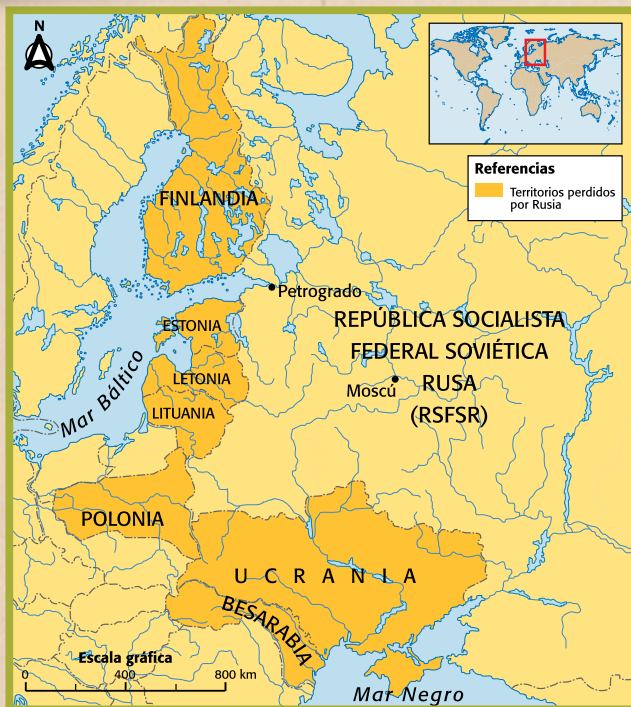 N
Referencias
Territorios perdidos
por Rusia
FINLANDIA
Petrogrado
ESTONIA
REPÚBLICA SOCIALISTA
FEDERAL SOVIÉTICA
RUSA
(RSFSR)
Moscú
LETONIA
LITUANIA
Mar Báltico
POLONIA
UCRANIA
BESARABIA
Escala gráfica
0 400 800 km
Mar Negro